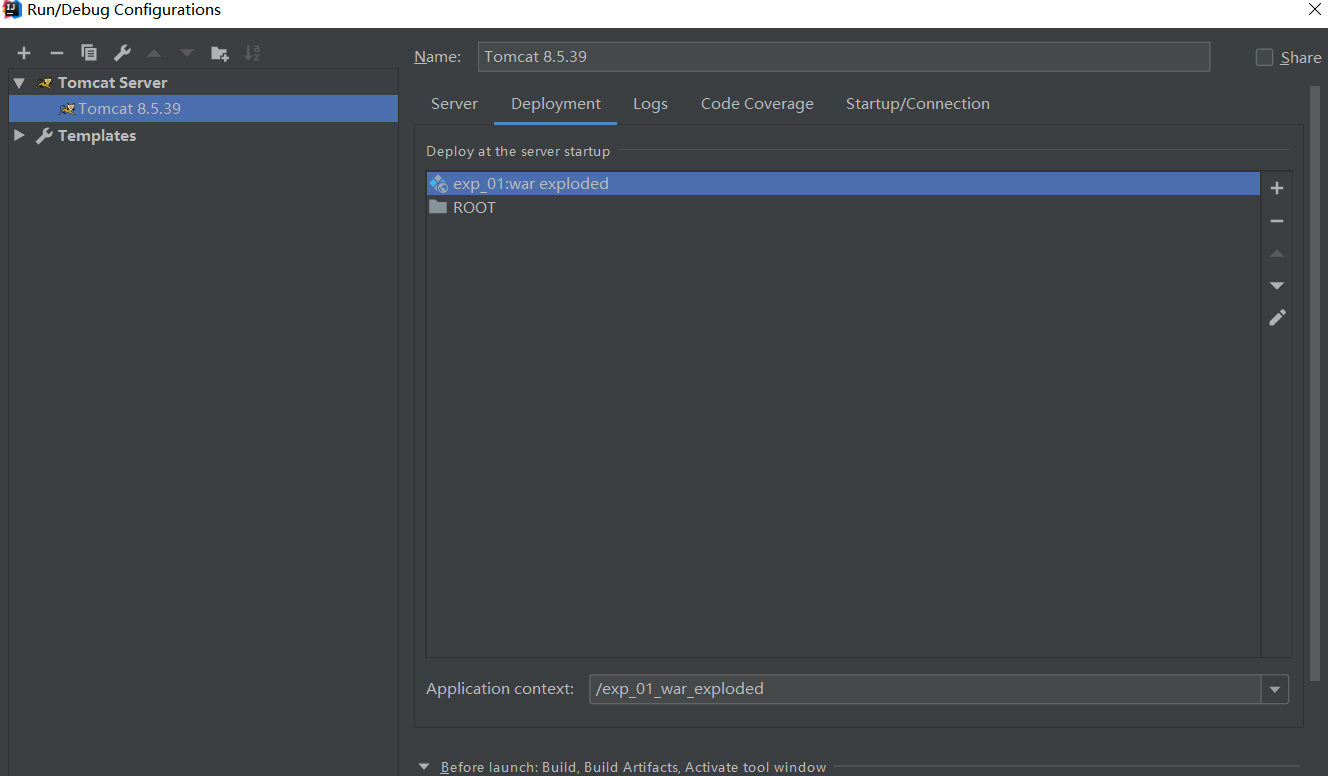 Run/Debug Configurations
Name: Tomcat 8.5.39
Share
Tomcat Server
Tomcat 8.5.39
Templates
Server Deployment Logs Code Coverage Startup/Connection
Deploy at the server startup
exp_01:war exploded
ROOT
Application context: /exp_01_war_exploded
Before launch: Build, Build Artifacts, Activate tool window